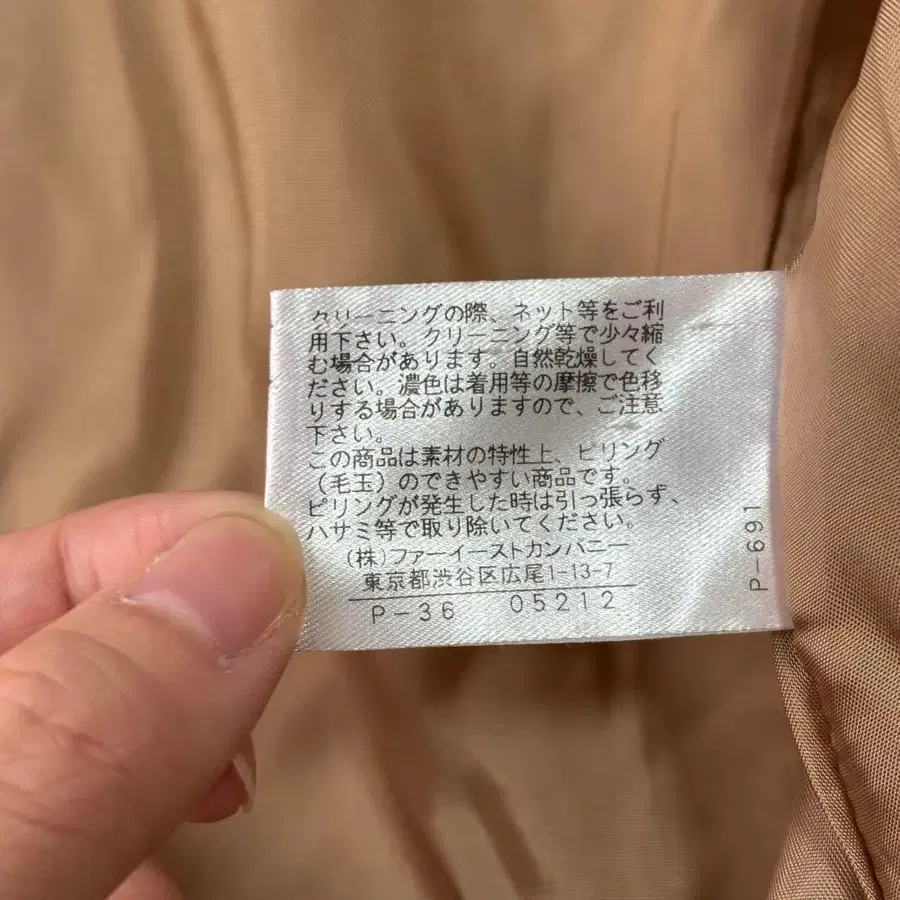 クリーニングの際、ネット等をご利
用下さい。クリーニング等で少々縮
む場合があります。自然乾燥してく
ださい。濃色は着用等の摩擦で色移
りする場合がありますので、ご注意
下さい。
この商品は素材の特性上、ピリング
(毛玉)のできやすい商品です。
ピリングが発生した時は引っ張らず、
ハサミ等で取り除いてください。
(株)ファーイーストカンパニー
東京都渋谷区広尾1-13-7
P-36 05212
P-691